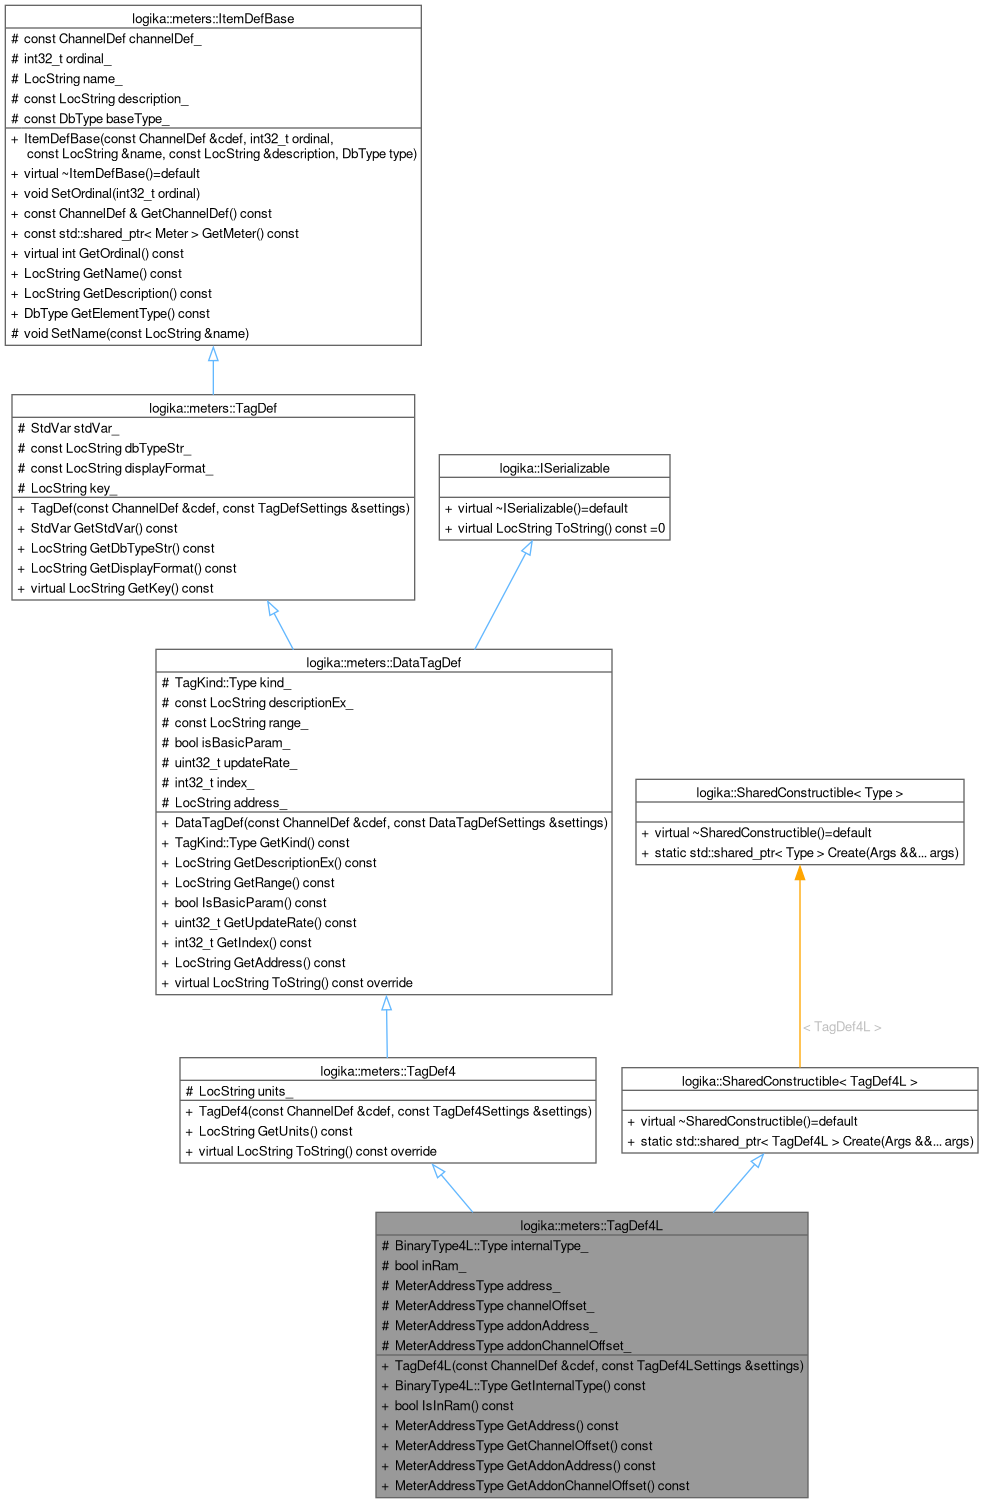 logika::meters::ItemDefBase
# const ChannelDef channelDef_
# int32_t ordinal_
# LocString name_
# const LocString description_
# const DbType baseType_
+ ItemDefBase(const ChannelDef &cdef, int32_t ordinal,
const LocString &name, const LocString &description, DbType type)
+ virtual ~ItemDefBase()=default
+ void SetOrdinal(int32_t ordinal)
+ const ChannelDef & GetChannelDef() const
+ const std::shared_ptr< Meter > GetMeter() const
+ virtual int GetOrdinal() const
+ LocString GetName() const
+ LocString GetDescription() const
+ DbType GetElementType() const
# void SetName(const LocString &name)
logika::meters::TagDef
# StdVar stdVar_
# const LocString dbTypeStr_
# const LocString displayFormat_
# LocString key_
+ TagDef(const ChannelDef &cdef, const TagDefSettings &settings)
+ StdVar GetStdVar() const
+ LocString GetDbTypeStr() const
+ LocString GetDisplayFormat() const
+ virtual LocString GetKey() const
logika::ISerializable
+ virtual ~ISerializable()=default
+ virtual LocString ToString() const =0
logika::meters::DataTagDef
# TagKind::Type kind_
# const LocString descriptionEx_
# const LocString range_
# bool isBasicParam_
# uint32_t updateRate_
# int32_t index_
# LocString address_
+ DataTagDef(const ChannelDef &cdef, const DataTagDefSettings &settings)
+ TagKind::Type GetKind() const
+ LocString GetDescriptionEx() const
+ LocString GetRange() const
+ bool IsBasicParam() const
+ uint32_t GetUpdateRate() const
+ int32_t GetIndex() const
+ LocString GetAddress() const
+ virtual LocString ToString() const override
logika::SharedConstructible< Type >
+ virtual ~SharedConstructible()=default
+ static std::shared_ptr< Type > Create(Args &&... args)
< TagDef4L >
logika::meters::TagDef4
# LocString units_
+ TagDef4(const ChannelDef &cdef, const TagDef4Settings &settings)
+ LocString GetUnits() const
+ virtual LocString ToString() const override
logika::SharedConstructible< TagDef4L >
+ virtual ~SharedConstructible()=default
+ static std::shared_ptr< TagDef4L > Create(Args &&... args)
logika::meters::TagDef4L
# BinaryType4L::Type internalType_
# bool inRam_
# MeterAddressType address_
# MeterAddressType channelOffset_
# MeterAddressType addonAddress_
# MeterAddressType addonChannelOffset_
+ TagDef4L(const ChannelDef &cdef, const TagDef4LSettings &settings)
+ BinaryType4L::Type GetInternalType() const
+ bool IsInRam() const
+ MeterAddressType GetAddress() const
+ MeterAddressType GetChannelOffset() const
+ MeterAddressType GetAddonAddress() const
+ MeterAddressType GetAddonChannelOffset() const